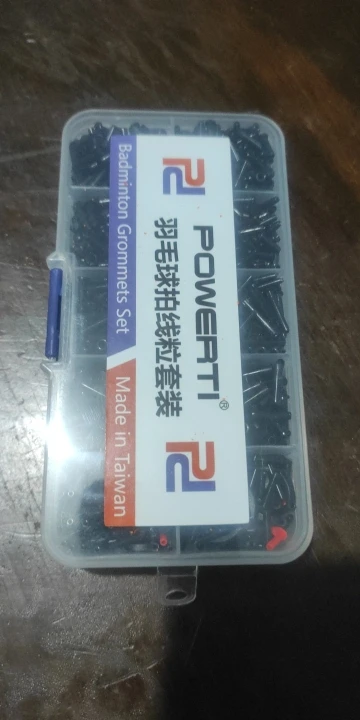 POWERTI®
羽毛球拍线粒套装
Badminton Grommets Set
Made in Taiwan